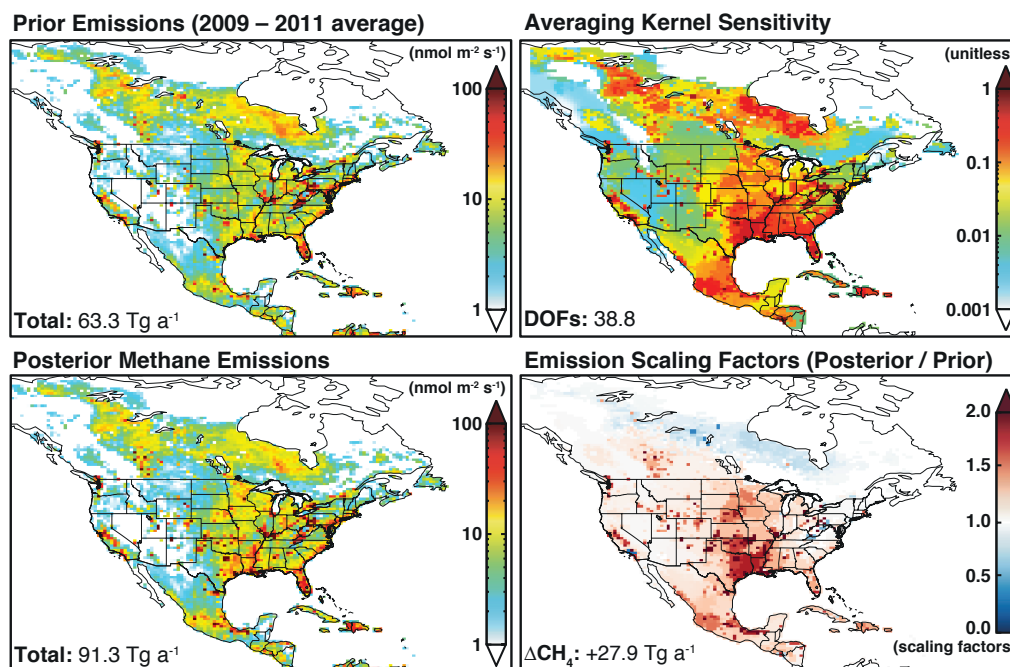 Prior Emissions (2009 – 2011 average)
(nmol m⁻² s⁻¹)
100
10
1
Total: 63.3 Tg a⁻¹
Averaging Kernel Sensitivity
(unitless)
1
0.1
0.01
0.001
DOFs: 38.8
Posterior Methane Emissions
(nmol m⁻² s⁻¹)
100
10
1
Total: 91.3 Tg a⁻¹
Emission Scaling Factors (Posterior / Prior)
2.0
1.5
1.0
0.5
0.0
(scaling factors)
ΔCH₄: +27.9 Tg a⁻¹